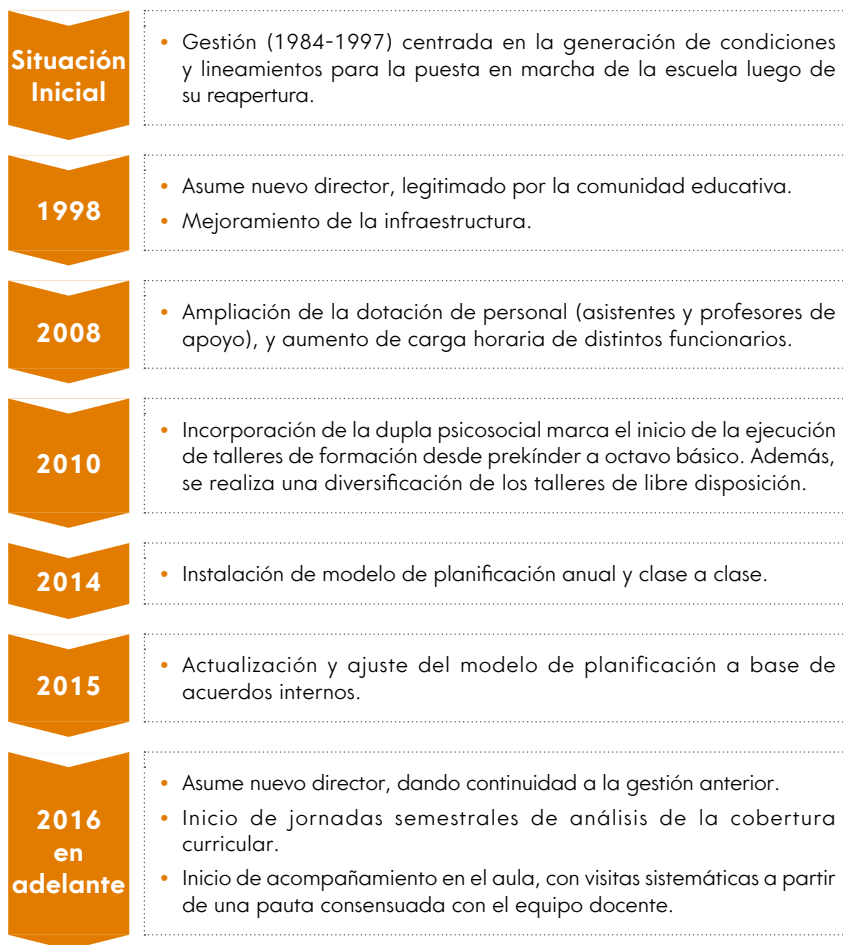 Situación
Inicial
• Gestión (1984-1997) centrada en la generación de condiciones
y lineamientos para la puesta en marcha de la escuela luego de
su reapertura.
1998
• Asume nuevo director, legitimado por la comunidad educativa.
• Mejoramiento de la infraestructura.
2008
• Ampliación de la dotación de personal (asistentes y profesores de
apoyo), y aumento de carga horaria de distintos funcionarios.
2010
• Incorporación de la dupla psicosocial marca el inicio de la ejecución
de talleres de formación desde prekínder a octavo básico. Además,
se realiza una diversificación de los talleres de libre disposición.
2014
• Instalación de modelo de planificación anual y clase a clase.
2015
• Actualización y ajuste del modelo de planificación a base de
acuerdos internos.
2016
en
adelante
• Asume nuevo director, dando continuidad a la gestión anterior.
• Inicio de jornadas semestrales de análisis de la cobertura
curricular.
• Inicio de acompañamiento en el aula, con visitas sistemáticas a partir
de una pauta consensuada con el equipo docente.